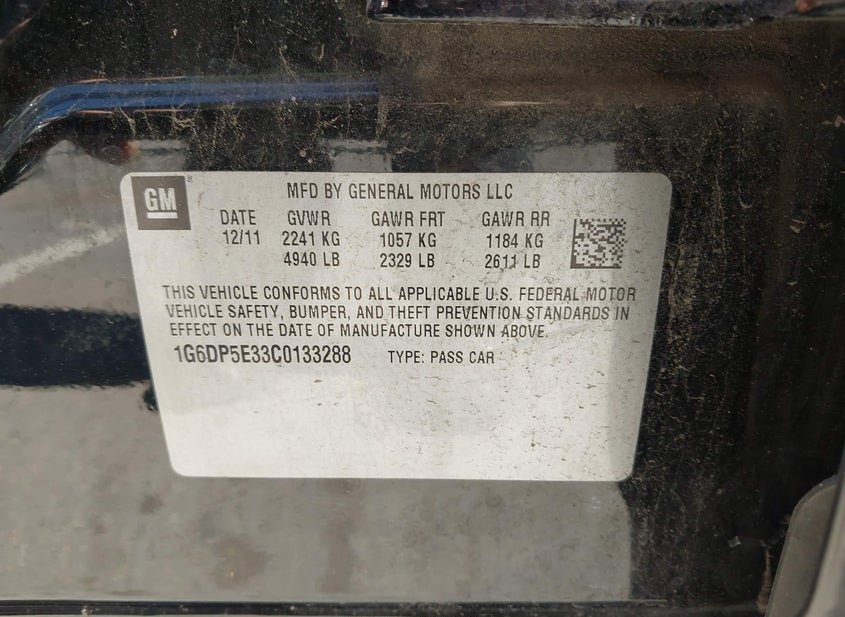 GM
MFD BY GENERAL MOTORS LLC
DATE GVWR GAWR FRT GAWR RR
12/11 2241 KG 1057 KG 1184 KG
4940 LB 2329 LB 2611 LB
THIS VEHICLE CONFORMS TO ALL APPLICABLE U.S. FEDERAL MOTOR
VEHICLE SAFETY, BUMPER, AND THEFT PREVENTION STANDARDS IN
EFFECT ON THE DATE OF MANUFACTURE SHOWN ABOVE.
1G6DP5E33C0133288 TYPE: PASS CAR